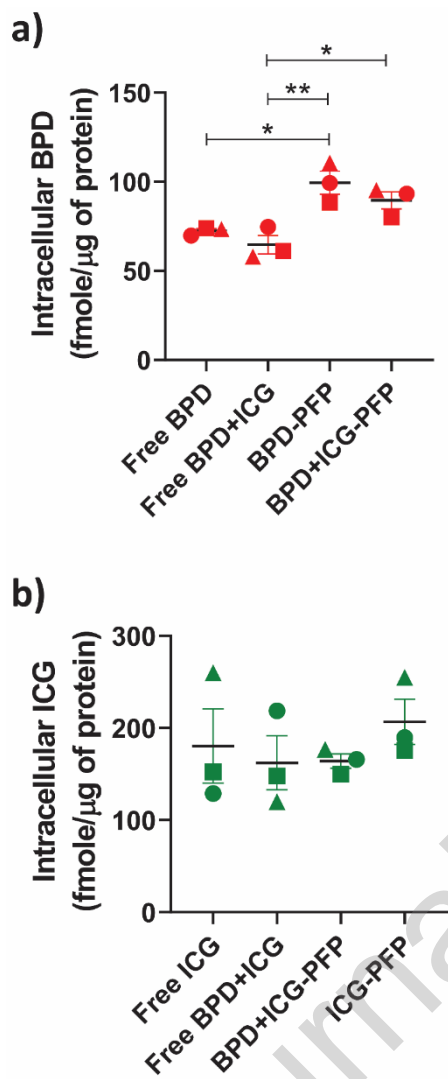 a)
*
**
*
Intracellular BPD
(fmole/μg of protein)
150
100
50
0
Free BPD
Free BPD+ICG
BPD-PFP
BPD+ICG-PFP
b)
Intracellular ICG
(fmole/μg of protein)
300
200
100
0
Free ICG
Free BPD+ICG
BPD+ICG-PFP
ICG-PFP